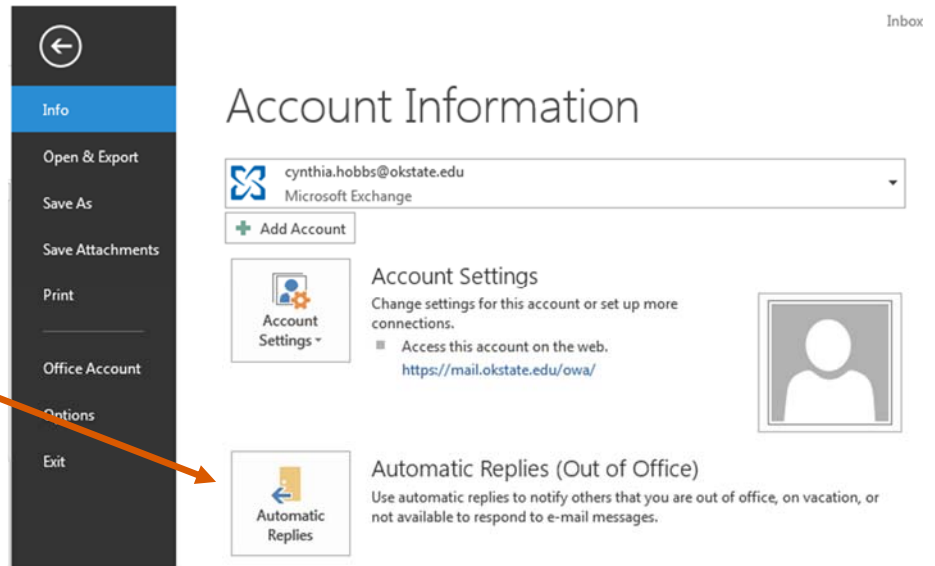 Inbox
Info
Open & Export
Save As
Save Attachments
Print
Office Account
Options
Exit
Account Information
cynthia.hobbs@okstate.edu
Microsoft Exchange
Add Account
Account
Settings
Account Settings
Change settings for this account or set up more
connections.
Access this account on the web.
https://mail.okstate.edu/owa/
Automatic
Replies
Automatic Replies (Out of Office)
Use automatic replies to notify others that you are out of office, on vacation, or
not available to respond to e-mail messages.